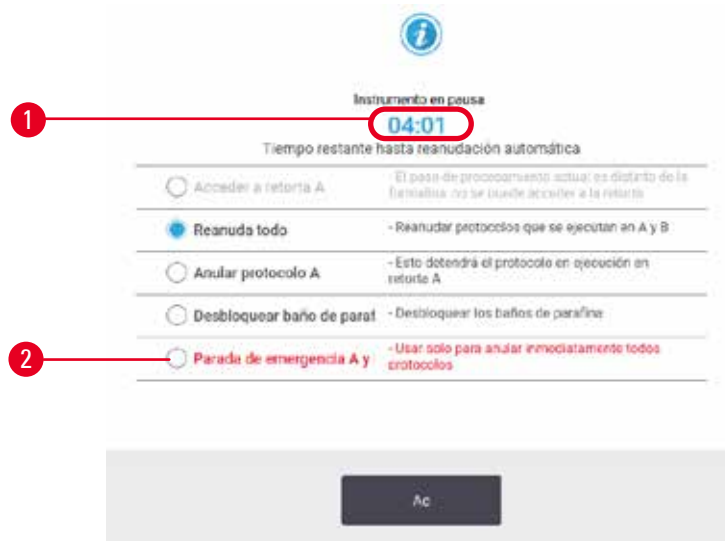 Instrumento en pausa
1
04:01
Tiempo restante hasta reanudación automática
Acceder a retorta A
- El paso de procesamiento actual es distinto de la
formalina: no se puede acceder a la retorta
Reanuda todo
- Reanudar protocolos que se ejecutan en A y B
Anular protocolo A
- Esto detendrá el protocolo en ejecución en
retorta A
Desbloquear baño de paraf
- Desbloquear los baños de parafina
2
Parada de emergencia A y
- Usar solo para anular inmediatamente todos
protocolos
Ac